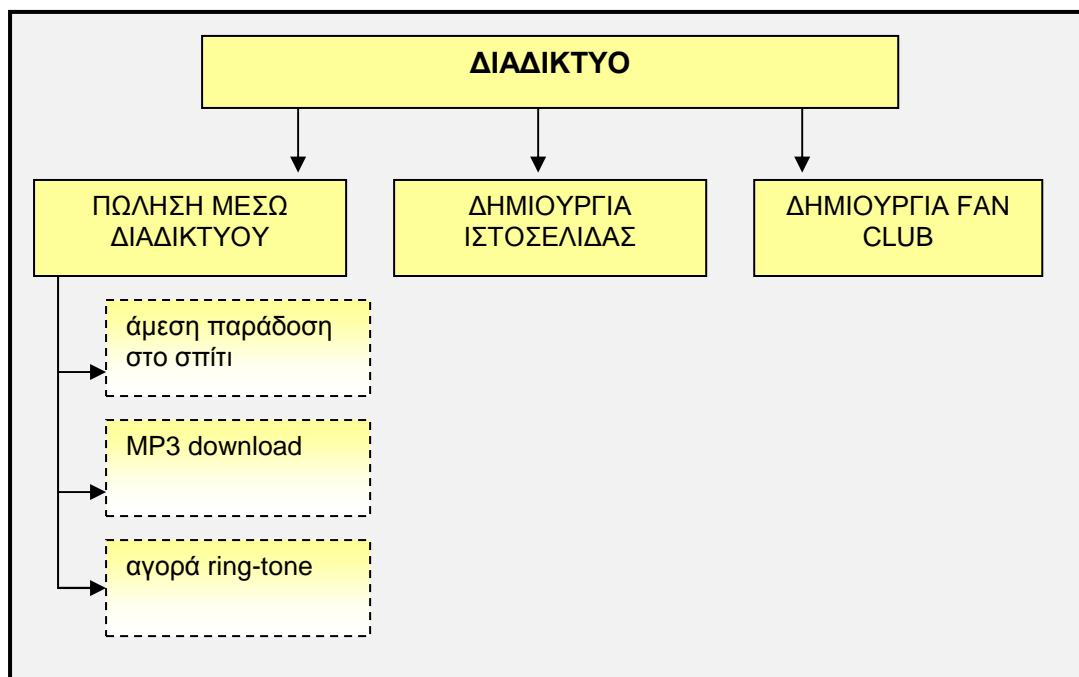 ΔΙΑΔΙΚΤΥΟ
ΠΩΛΗΣΗ ΜΕΣΩ
ΔΙΑΔΙΚΤΥΟΥ
ΔΗΜΙΟΥΡΓΙΑ
ΙΣΤΟΣΕΛΙΔΑΣ
ΔΗΜΙΟΥΡΓΙΑ FAN
CLUB
άμεση παράδοση
στο σπίτι
MP3 download
αγορά ring-tone